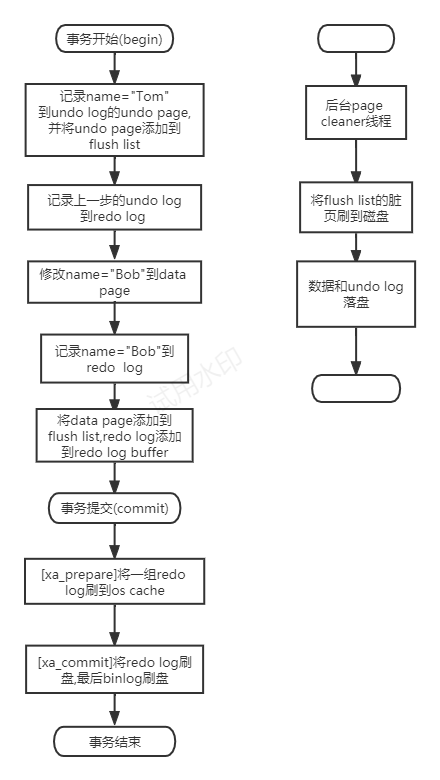 事务开始(begin)
记录name="Tom"
到undo log的undo page,
并将undo page添加到
flush list
记录上一步的undo log
到redo log
修改name="Bob"到data
page
记录name="Bob"到
redo  log
将data page添加到
flush list,redo log添加
到redo log buffer
事务提交(commit)
[xa_prepare]将一组redo
log刷到os cache
[xa_commit]将redo log刷
盘,最后binlog刷盘
事务结束
后台page
cleaner线程
将flush list的脏
页刷到磁盘
数据和undo log
落盘
试用水印